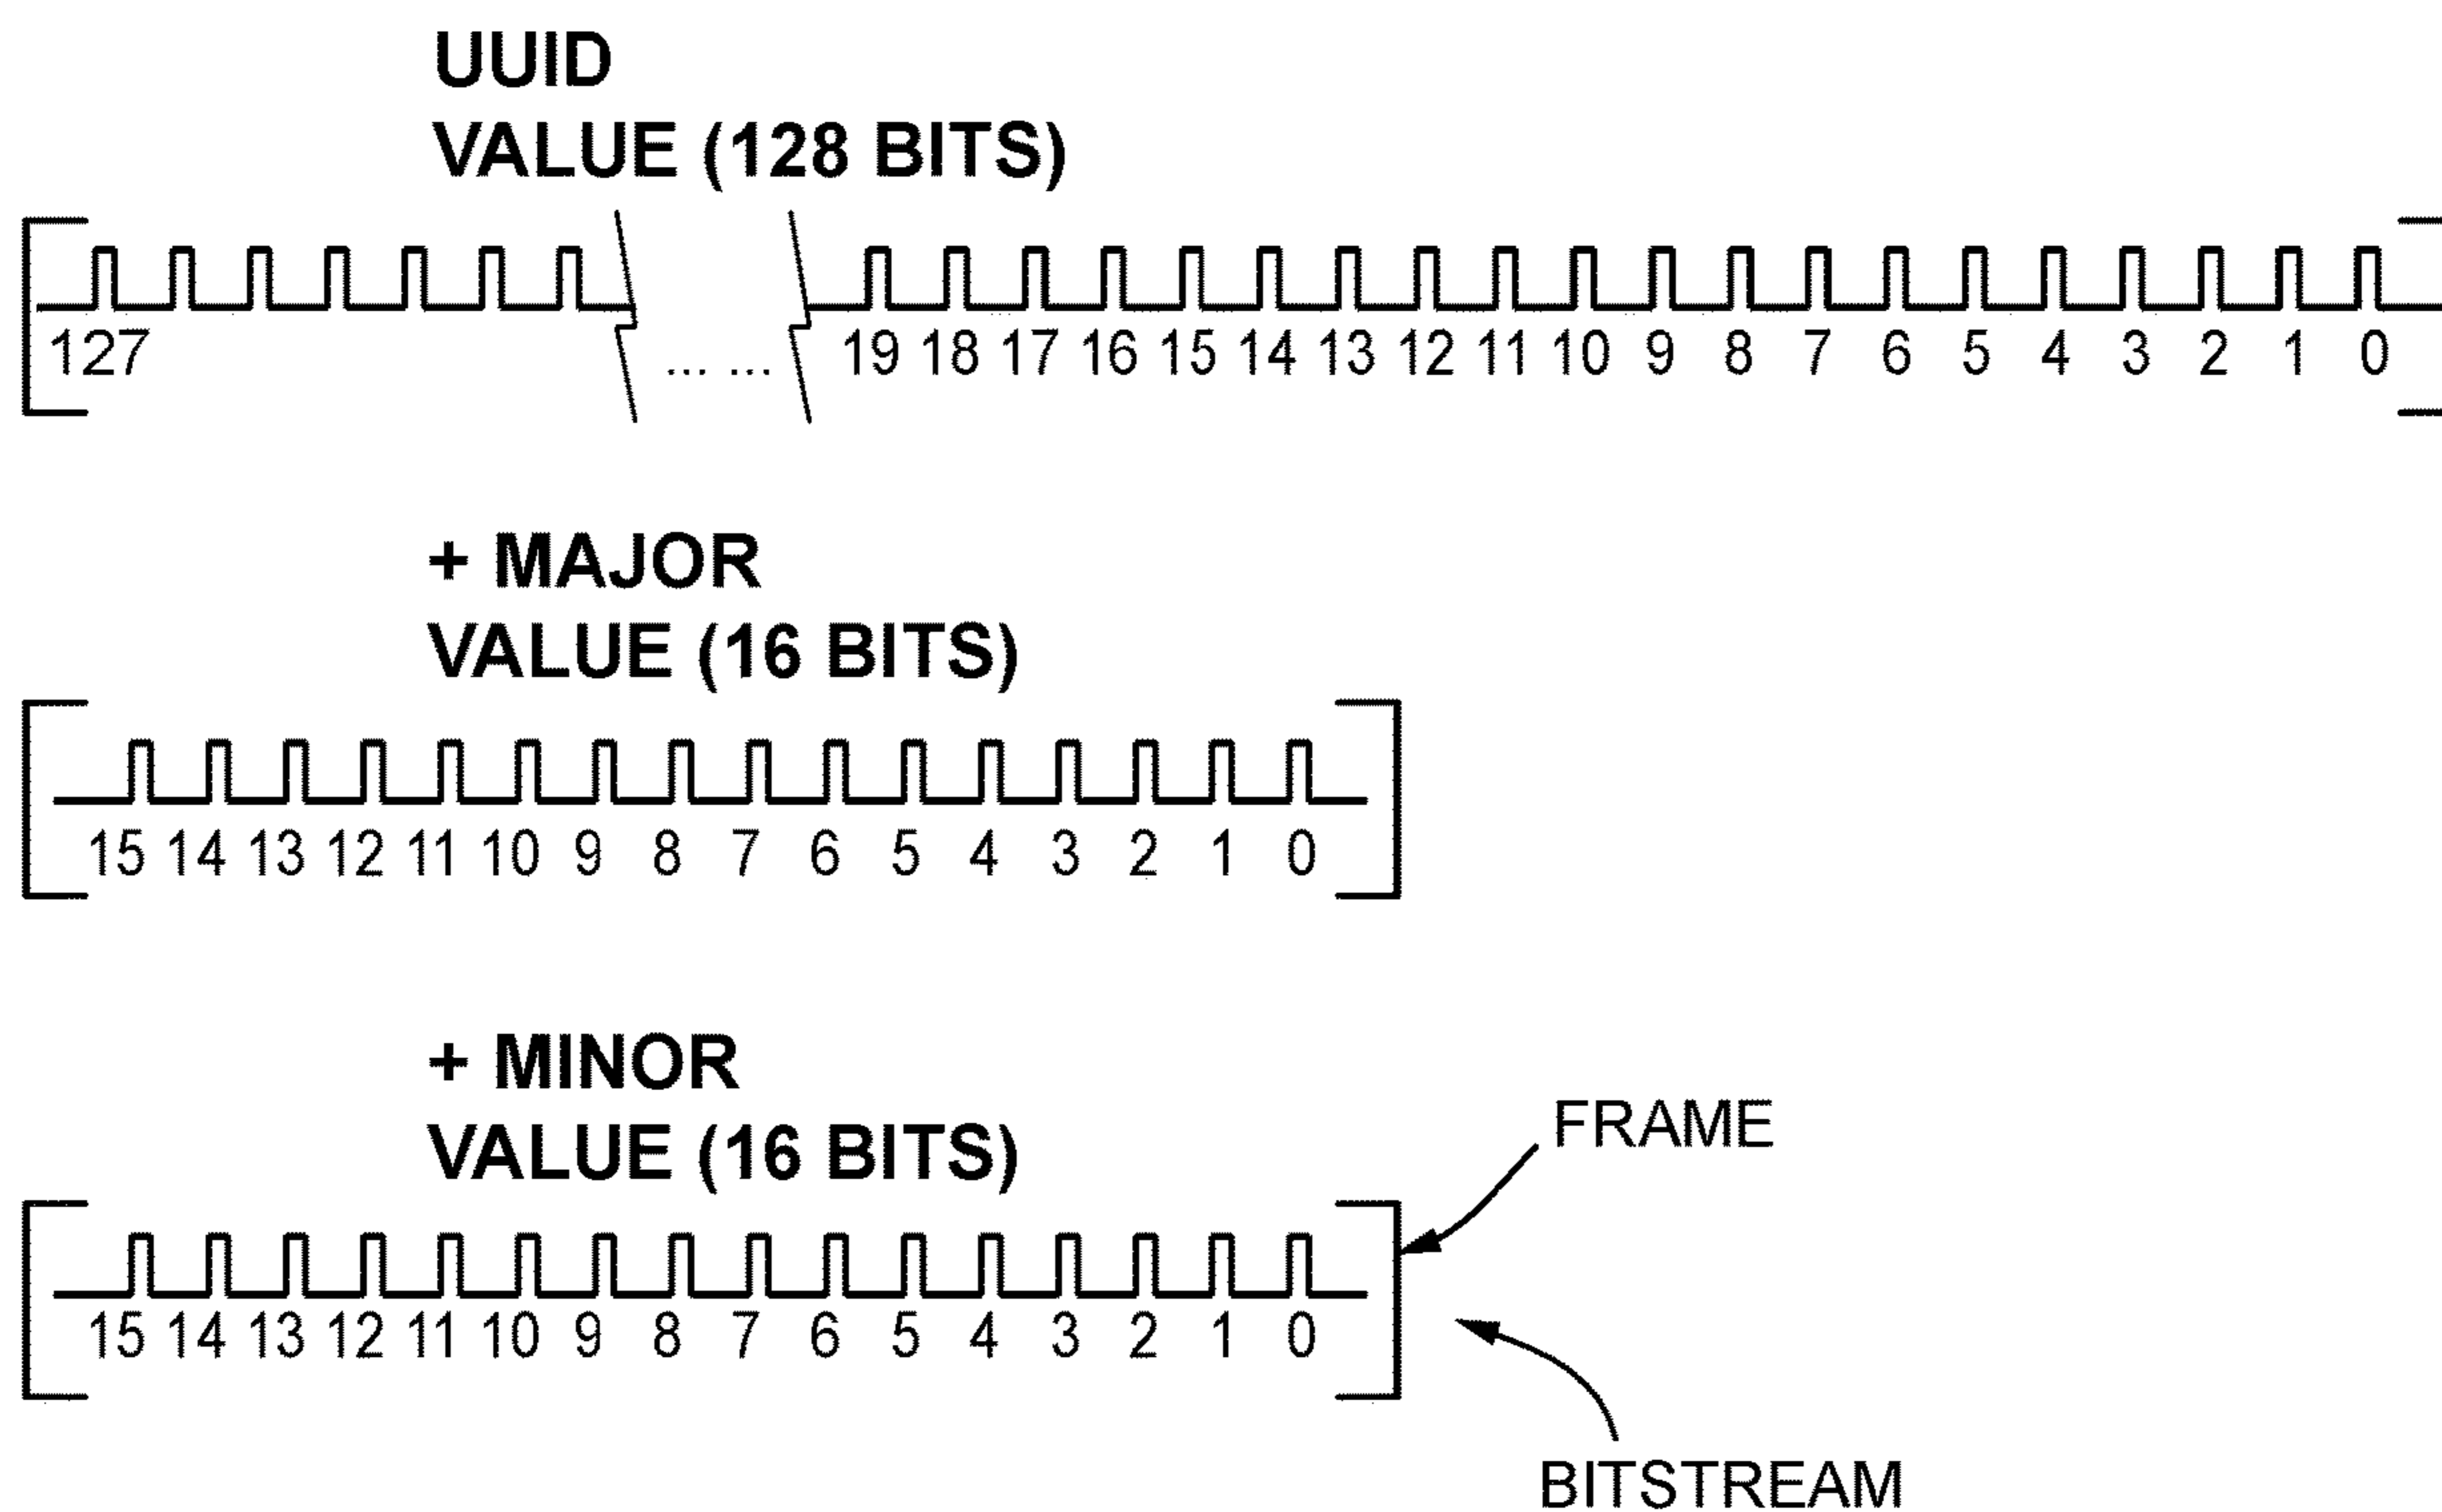 UUID
VALUE (128 BITS)
127 ... ... 19 18 17 16 15 14 13 12 11 10 9 8 7 6 5 4 3 2 1 0
+ MAJOR
VALUE (16 BITS)
15 14 13 12 11 10 9 8 7 6 5 4 3 2 1 0
+ MINOR
VALUE (16 BITS)
FRAME
15 14 13 12 11 10 9 8 7 6 5 4 3 2 1 0
BITSTREAM